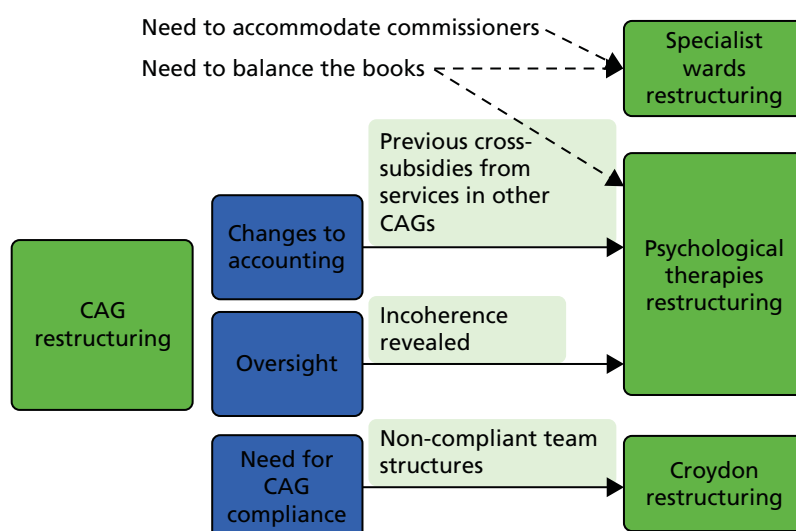 Need to accommodate commissioners
Need to balance the books
Specialist
wards
restructuring
Previous cross-
subsidies from
services in other
CAGs
Changes to
accounting
Psychological
therapies
restructuring
CAG
restructuring
Incoherence
revealed
Oversight
Non-compliant team
structures
Need for
CAG
compliance
Croydon
restructuring